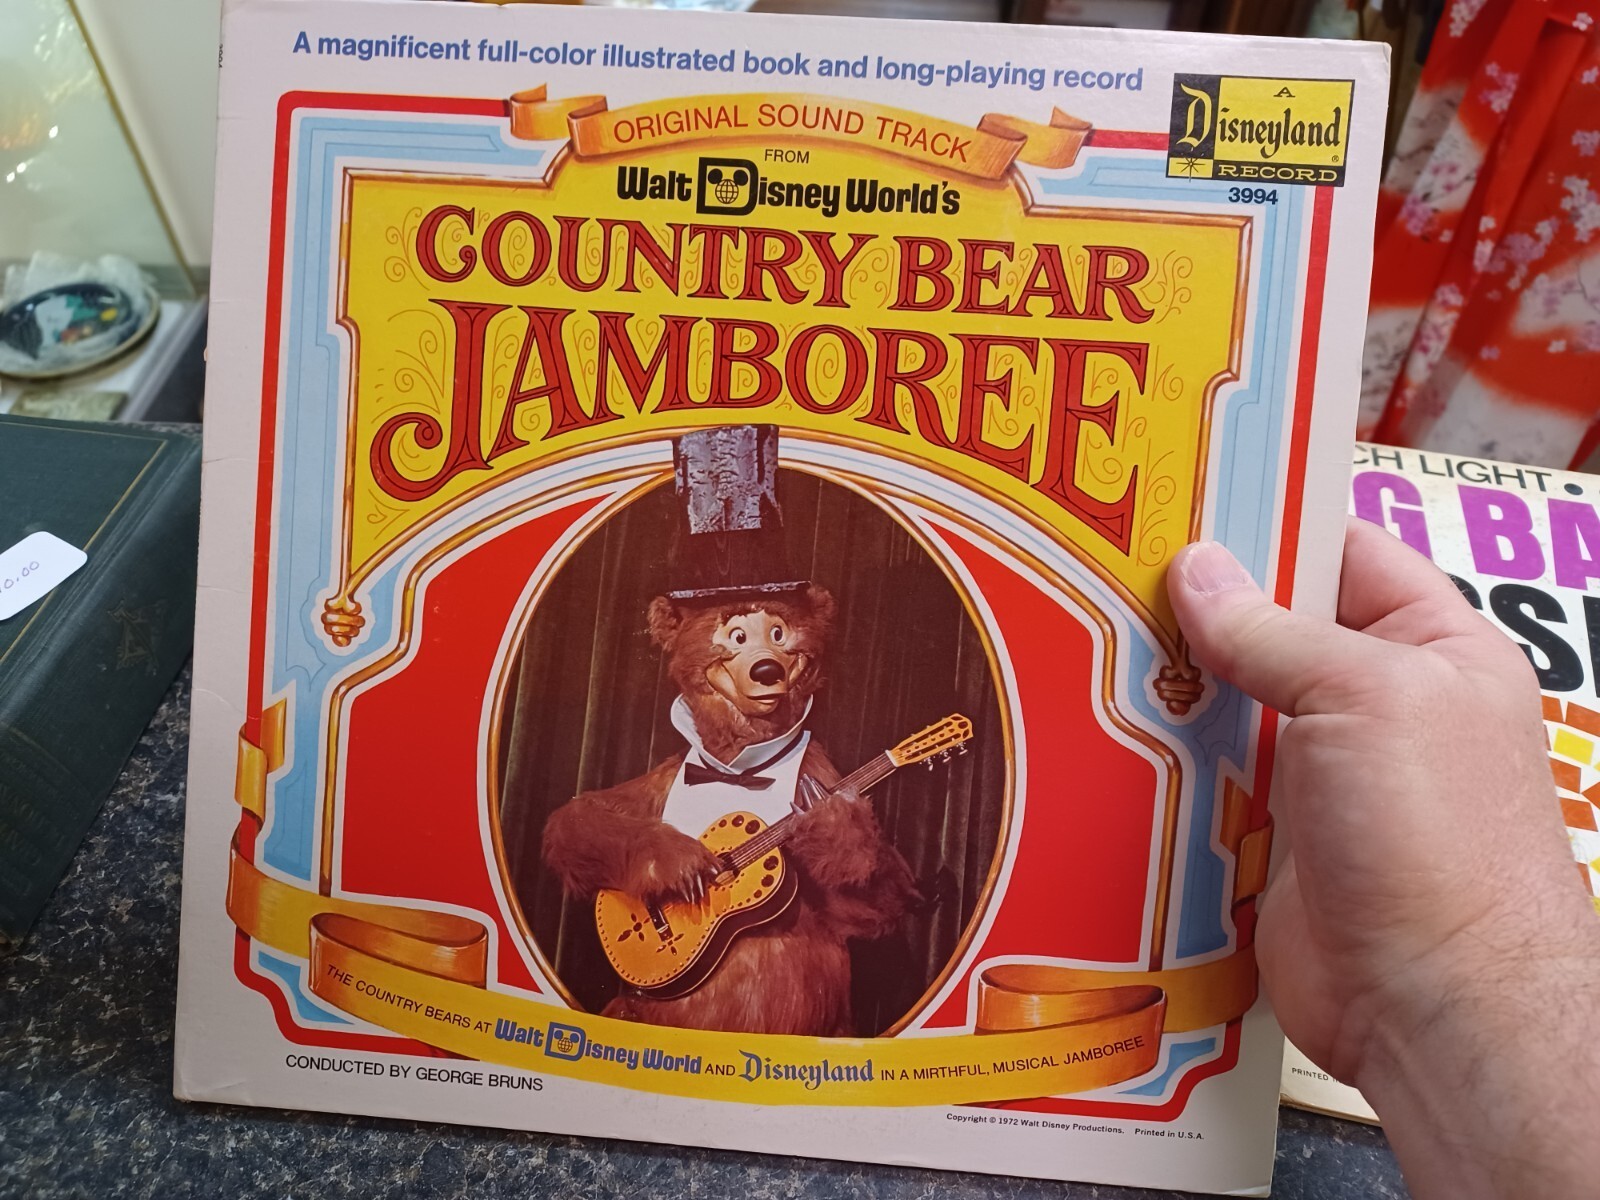 A magnificent full-color illustrated book and long-playing record
A
Disneyland
RECORD
3994
ORIGINAL SOUND TRACK
FROM
Walt Disney World's
COUNTRY BEAR
JAMBOREE
THE COUNTRY BEARS AT Walt Disney World AND Disneyland IN A MIRTHFUL, MUSICAL JAMBOREE
CONDUCTED BY GEORGE BRUNS
Copyright © 1972 Walt Disney Productions. Printed in U.S.A.
LIGHT •
PRINTED